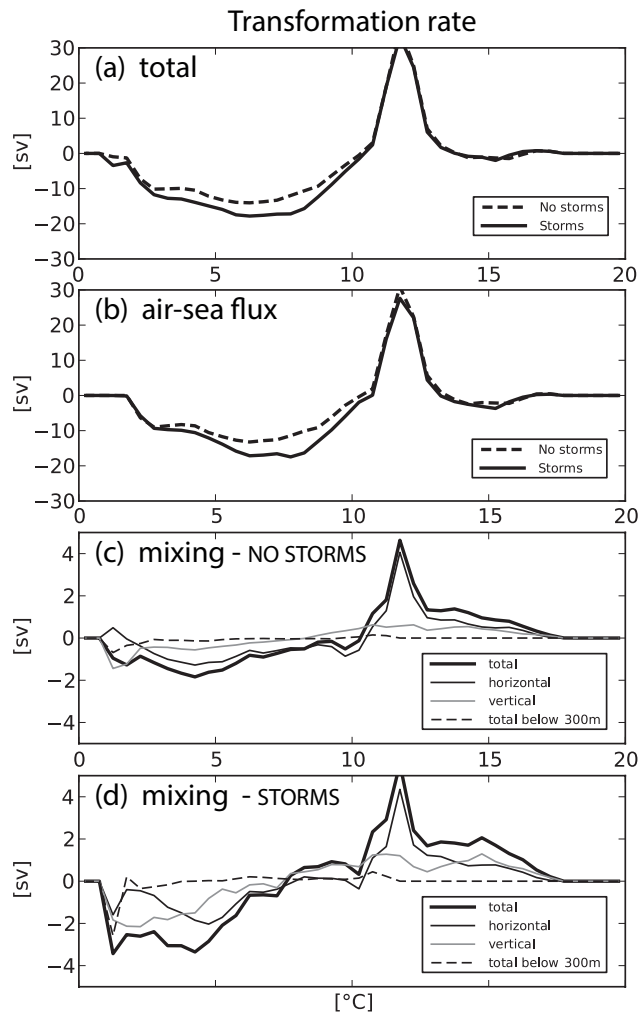 Transformation rate
(a) total
30
20
10
0
−10
−20
−30
[sv]
No storms
Storms
0 5 10 15 20
(b) air-sea flux
30
20
10
0
−10
−20
30
[sv]
No storms
Storms
0 5 10 15 20
(c) mixing - NO STORMS
4
2
0
−2
−4
[sv]
total
horizontal
vertical
total below 300m
0 5 10 15 20
(d) mixing - STORMS
4
2
0
−2
−4
[sv]
total
horizontal
vertical
total below 300m
[°C]